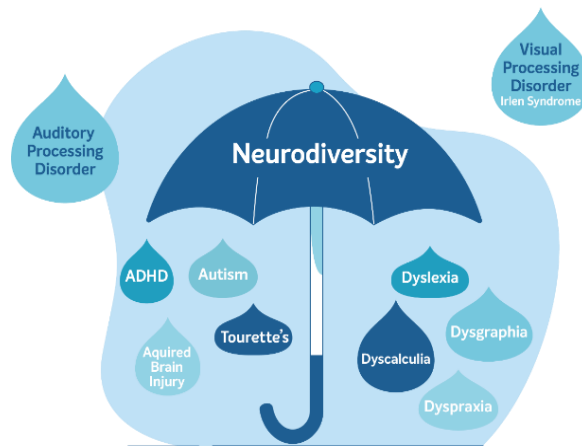 Visual
Processing
Disorder
Irlen Syndrome
Auditory
Processing
Disorder
Neurodiversity
ADHD
Autism
Dyslexia
Tourette's
Dysgraphia
Aquired
Brain
Injury
Dyscalculia
Dyspraxia